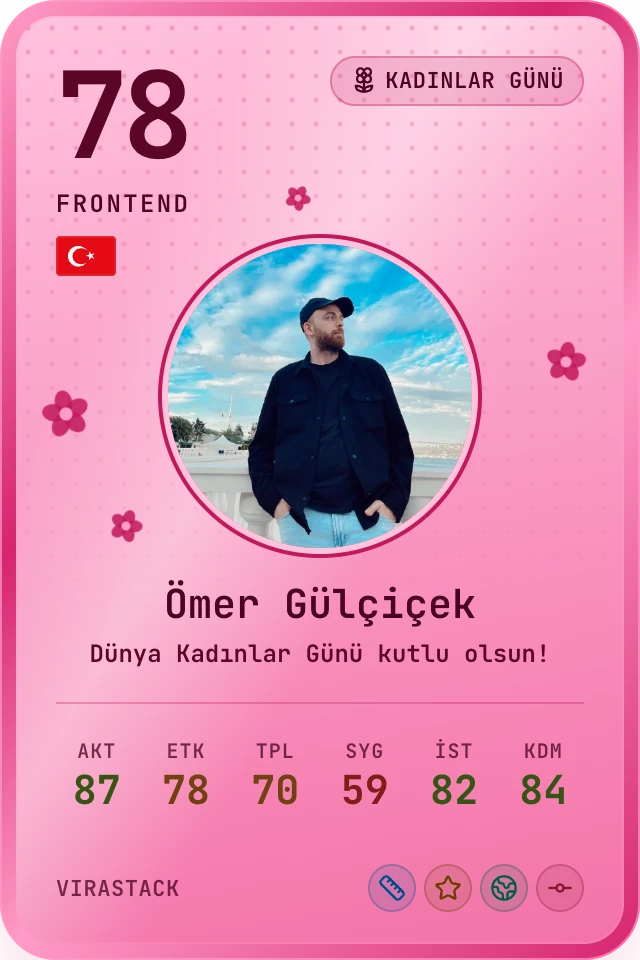 78
KADINLAR GÜNÜ
FRONTEND
Ömer Gülçiçek
Dünya Kadınlar Günü kutlu olsun!
AKT ETK TPL SYG İST KDM
87 78 70 59 82 84
VIRASTACK